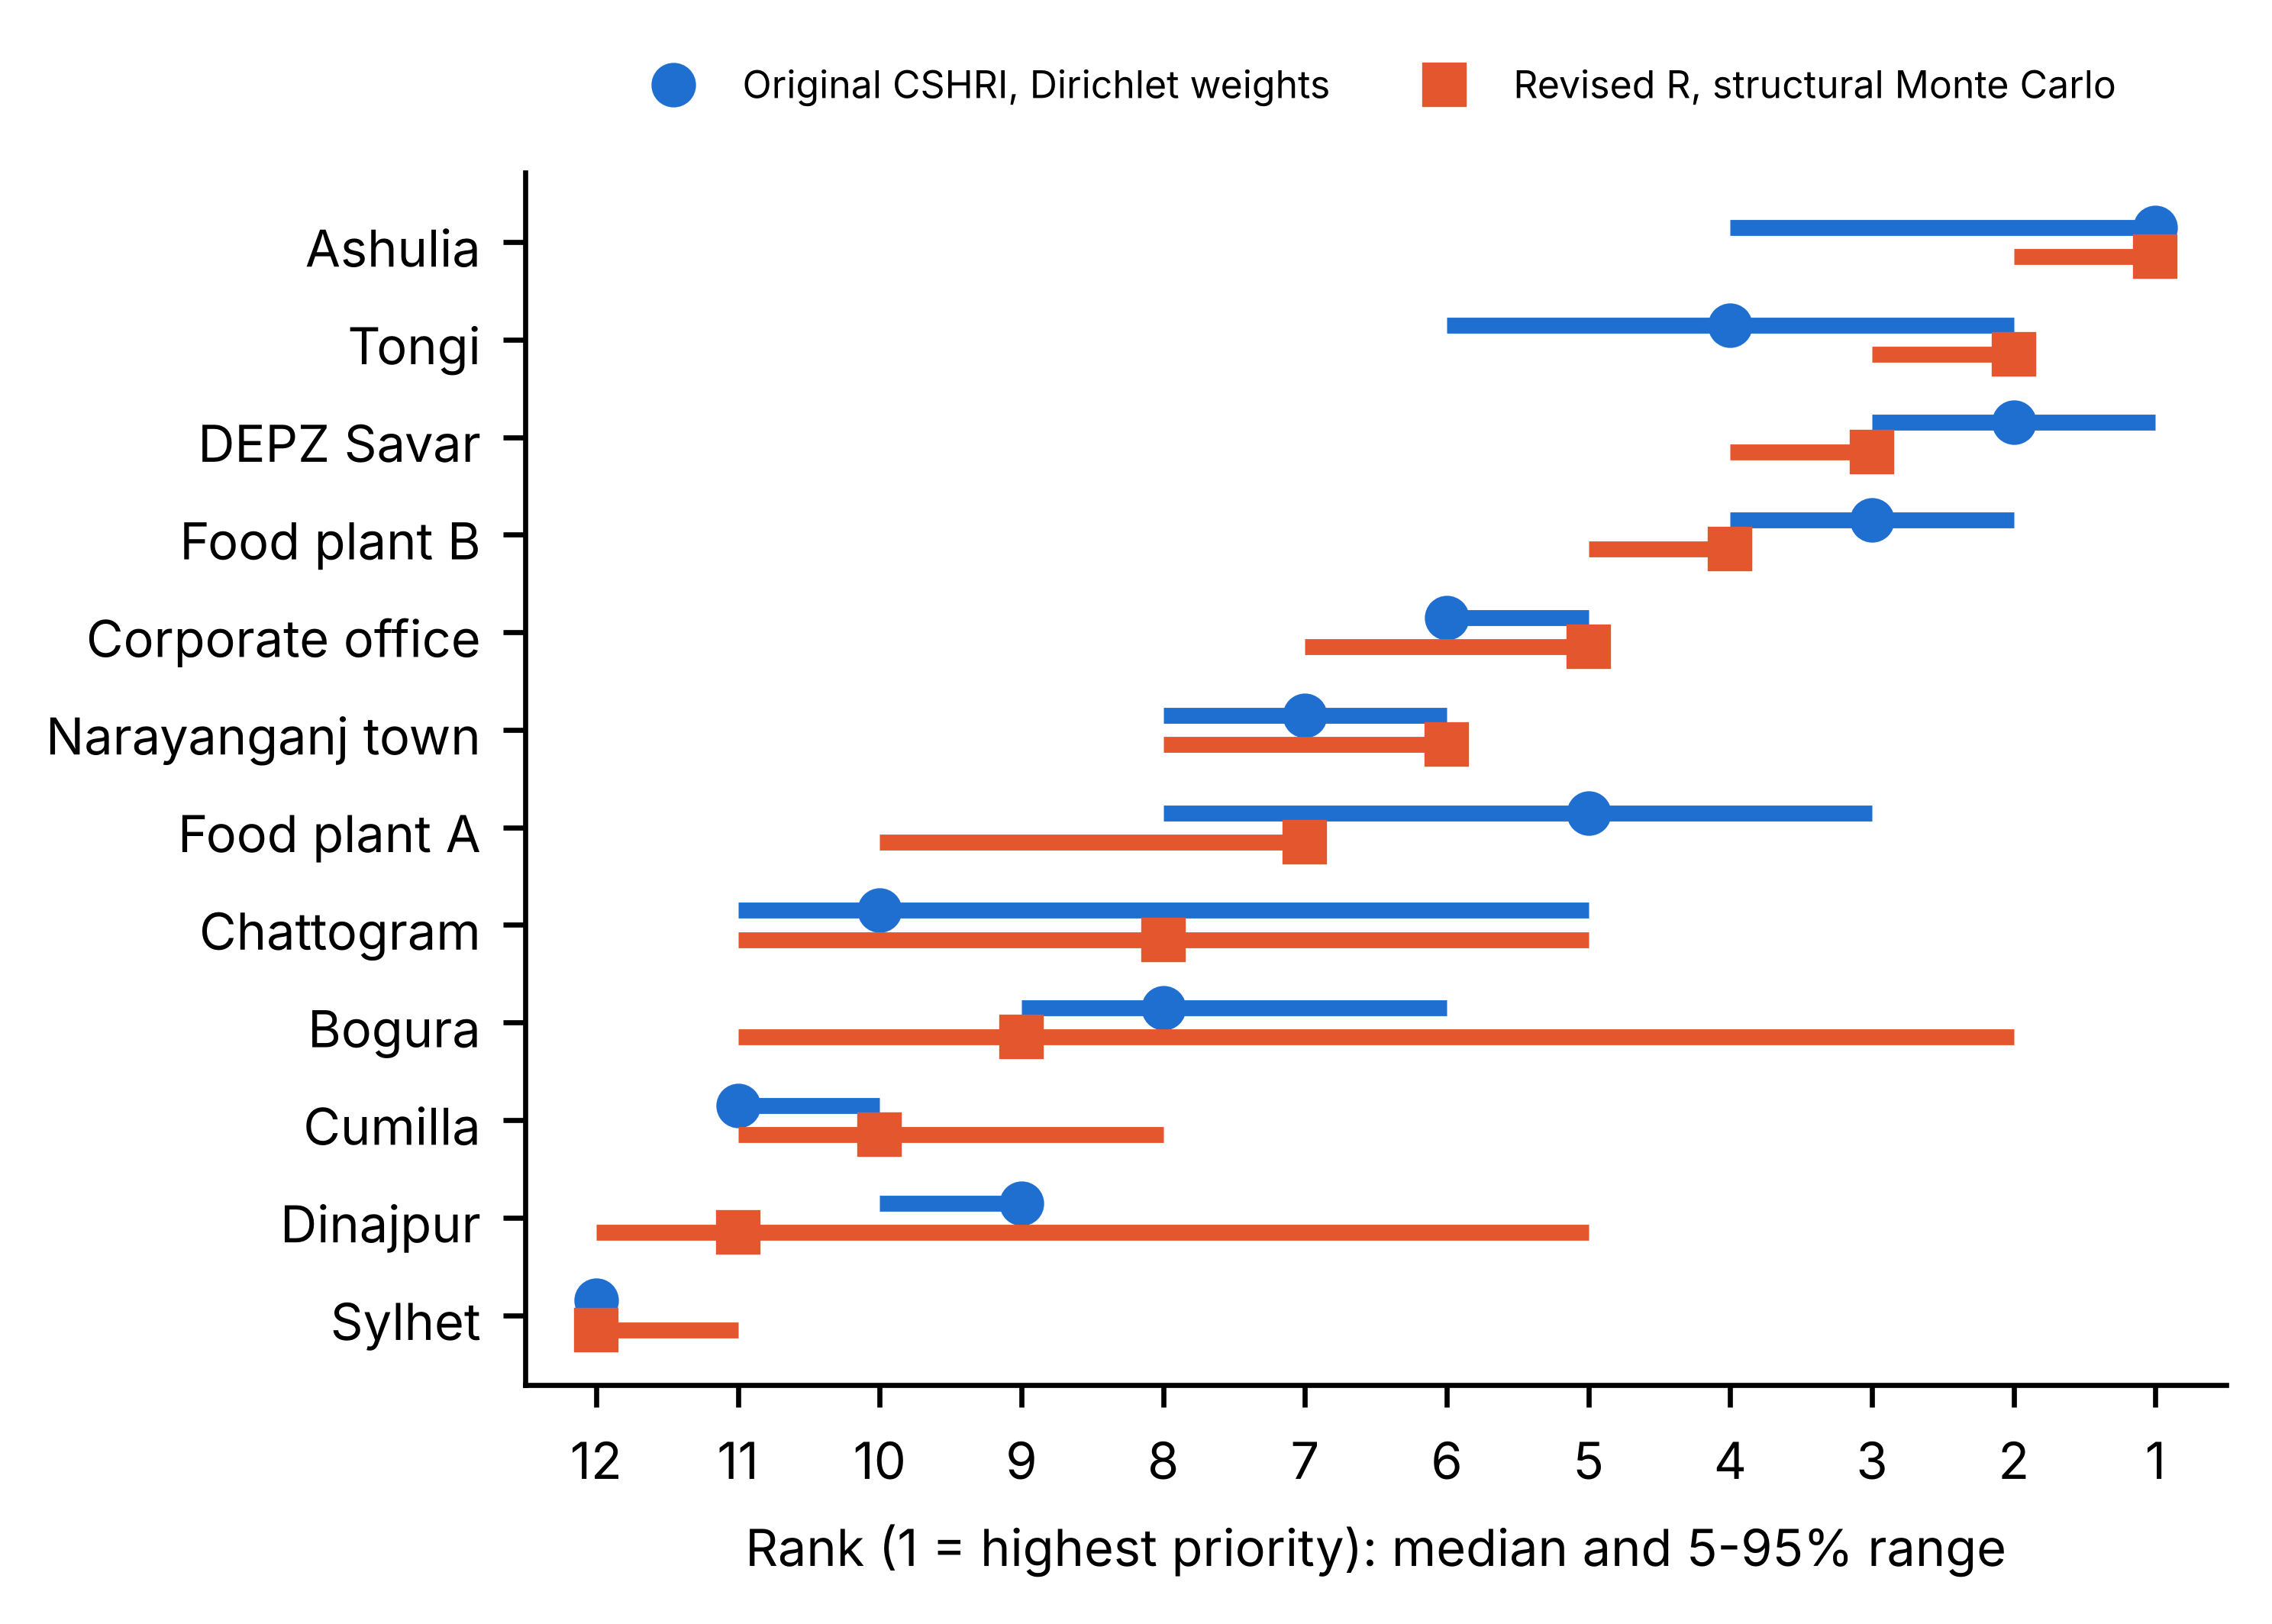 Original CSHRI, Dirichlet weights
Revised R, structural Monte Carlo
Ashulia
Tongi
DEPZ Savar
Food plant B
Corporate office
Narayanganj town
Food plant A
Chattogram
Bogura
Cumilla
Dinajpur
Sylhet
12 11 10 9 8 7 6 5 4 3 2 1
Rank (1 = highest priority): median and 5-95% range